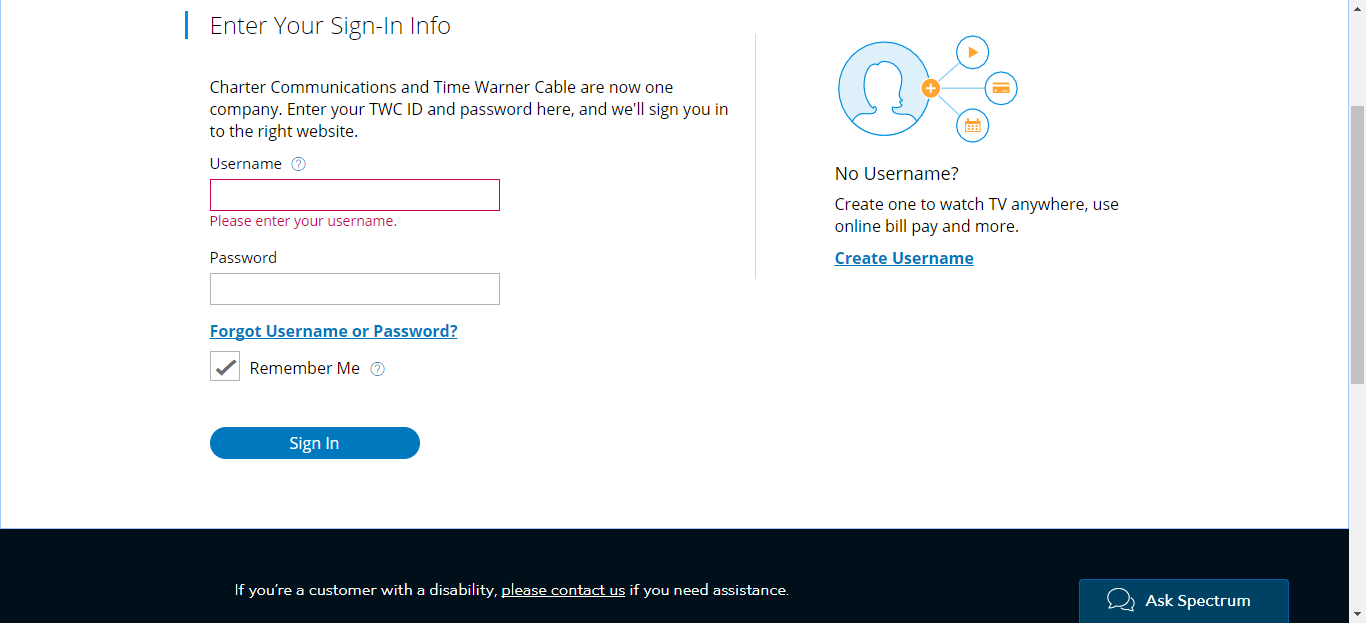 Enter Your Sign-In Info
Charter Communications and Time Warner Cable are now one
company. Enter your TWC ID and password here, and we'll sign you in
to the right website.
Username ?
Please enter your username.
Password
Forgot Username or Password?
Remember Me ?
Sign In
No Username?
Create one to watch TV anywhere, use
online bill pay and more.
Create Username
If you're a customer with a disability, please contact us if you need assistance.
Ask Spectrum